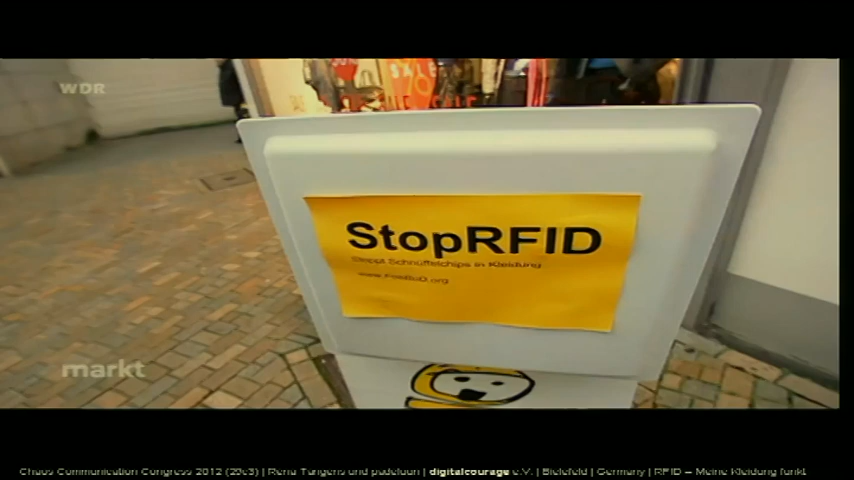 WDR
SALE
StopRFID
Stoppt Schnüffelchips in Kleidung
www.FoeBuD.org
markt
Chaos Communication Congress 2012 (29c3) | Rena Tangens und padeluun | digitalcourage e.V. | Bielefeld | Germany | RFID – Meine Kleidung funkt